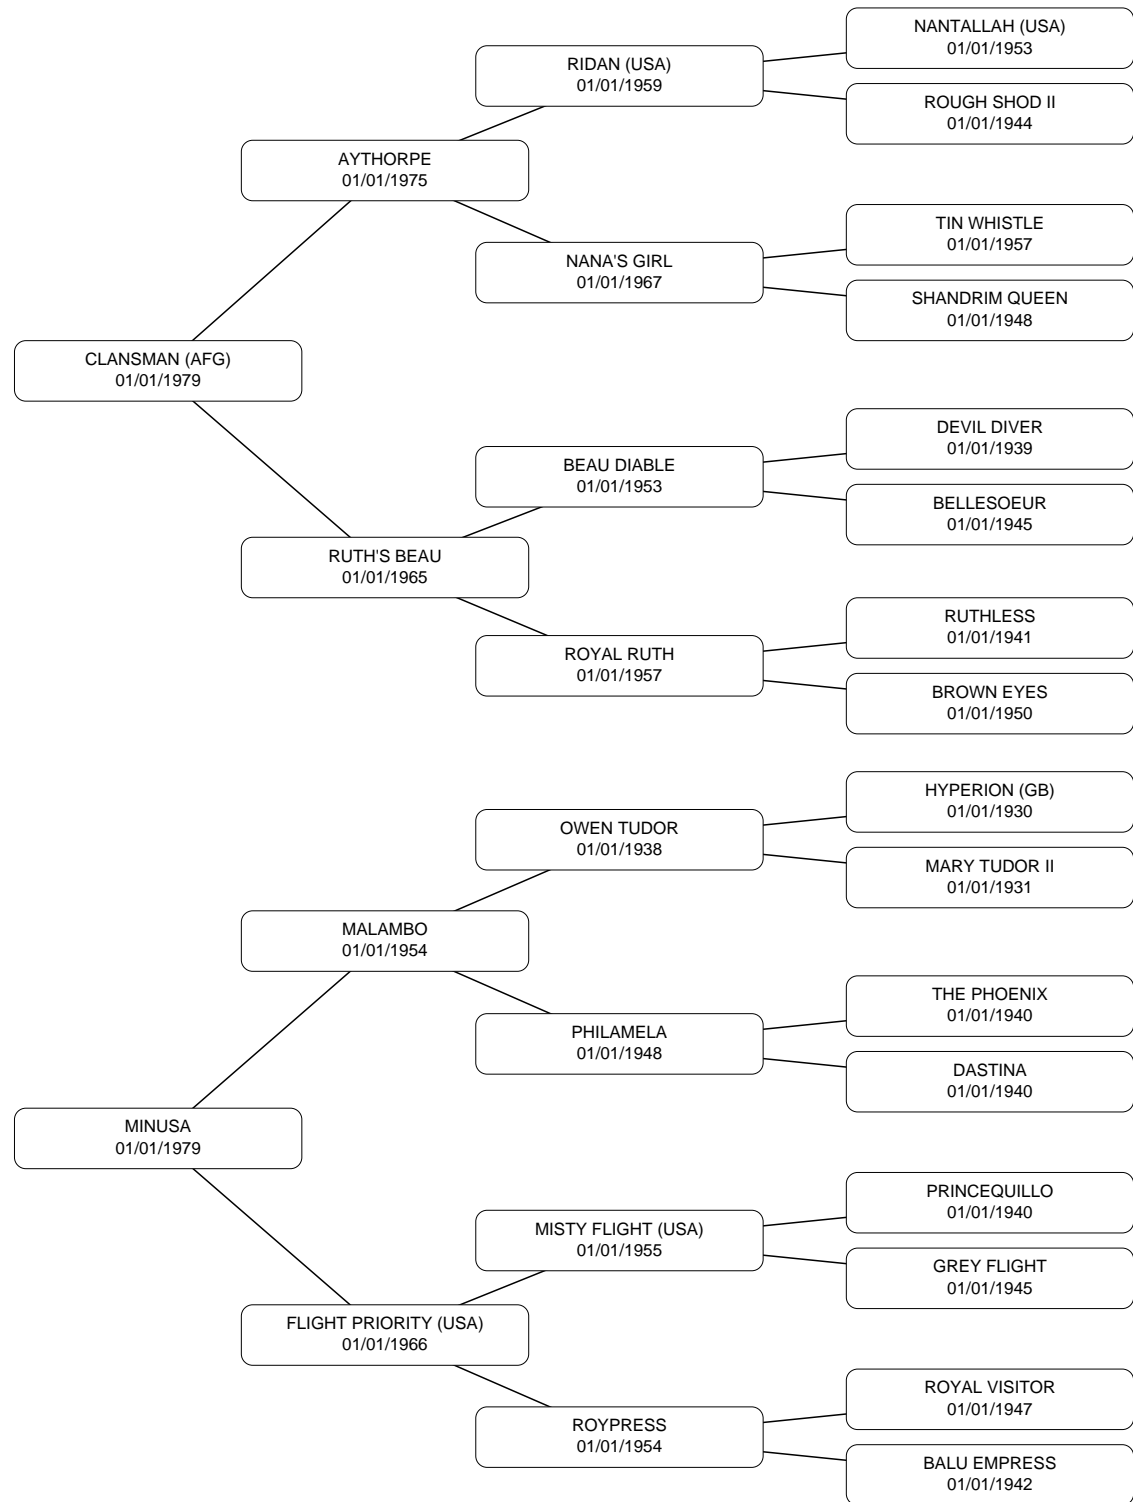 NANTALLAH (USA)
01/01/1953
RIDAN (USA)
01/01/1959
ROUGH SHOD II
01/01/1944
AYTHORPE
01/01/1975
TIN WHISTLE
01/01/1957
NANA'S GIRL
01/01/1967
SHANDRIM QUEEN
01/01/1948
CLANSMAN (AFG)
01/01/1979
DEVIL DIVER
01/01/1939
BEAU DIABLE
01/01/1953
BELLESOEUR
01/01/1945
RUTH'S BEAU
01/01/1965
RUTHLESS
01/01/1941
ROYAL RUTH
01/01/1957
BROWN EYES
01/01/1950
HYPERION (GB)
01/01/1930
OWEN TUDOR
01/01/1938
MARY TUDOR II
01/01/1931
MALAMBO
01/01/1954
THE PHOENIX
01/01/1940
PHILAMELA
01/01/1948
DASTINA
01/01/1940
MINUSA
01/01/1979
PRINCEQUILLO
01/01/1940
MISTY FLIGHT (USA)
01/01/1955
GREY FLIGHT
01/01/1945
FLIGHT PRIORITY (USA)
01/01/1966
ROYAL VISITOR
01/01/1947
ROYPRESS
01/01/1954
BALU EMPRESS
01/01/1942